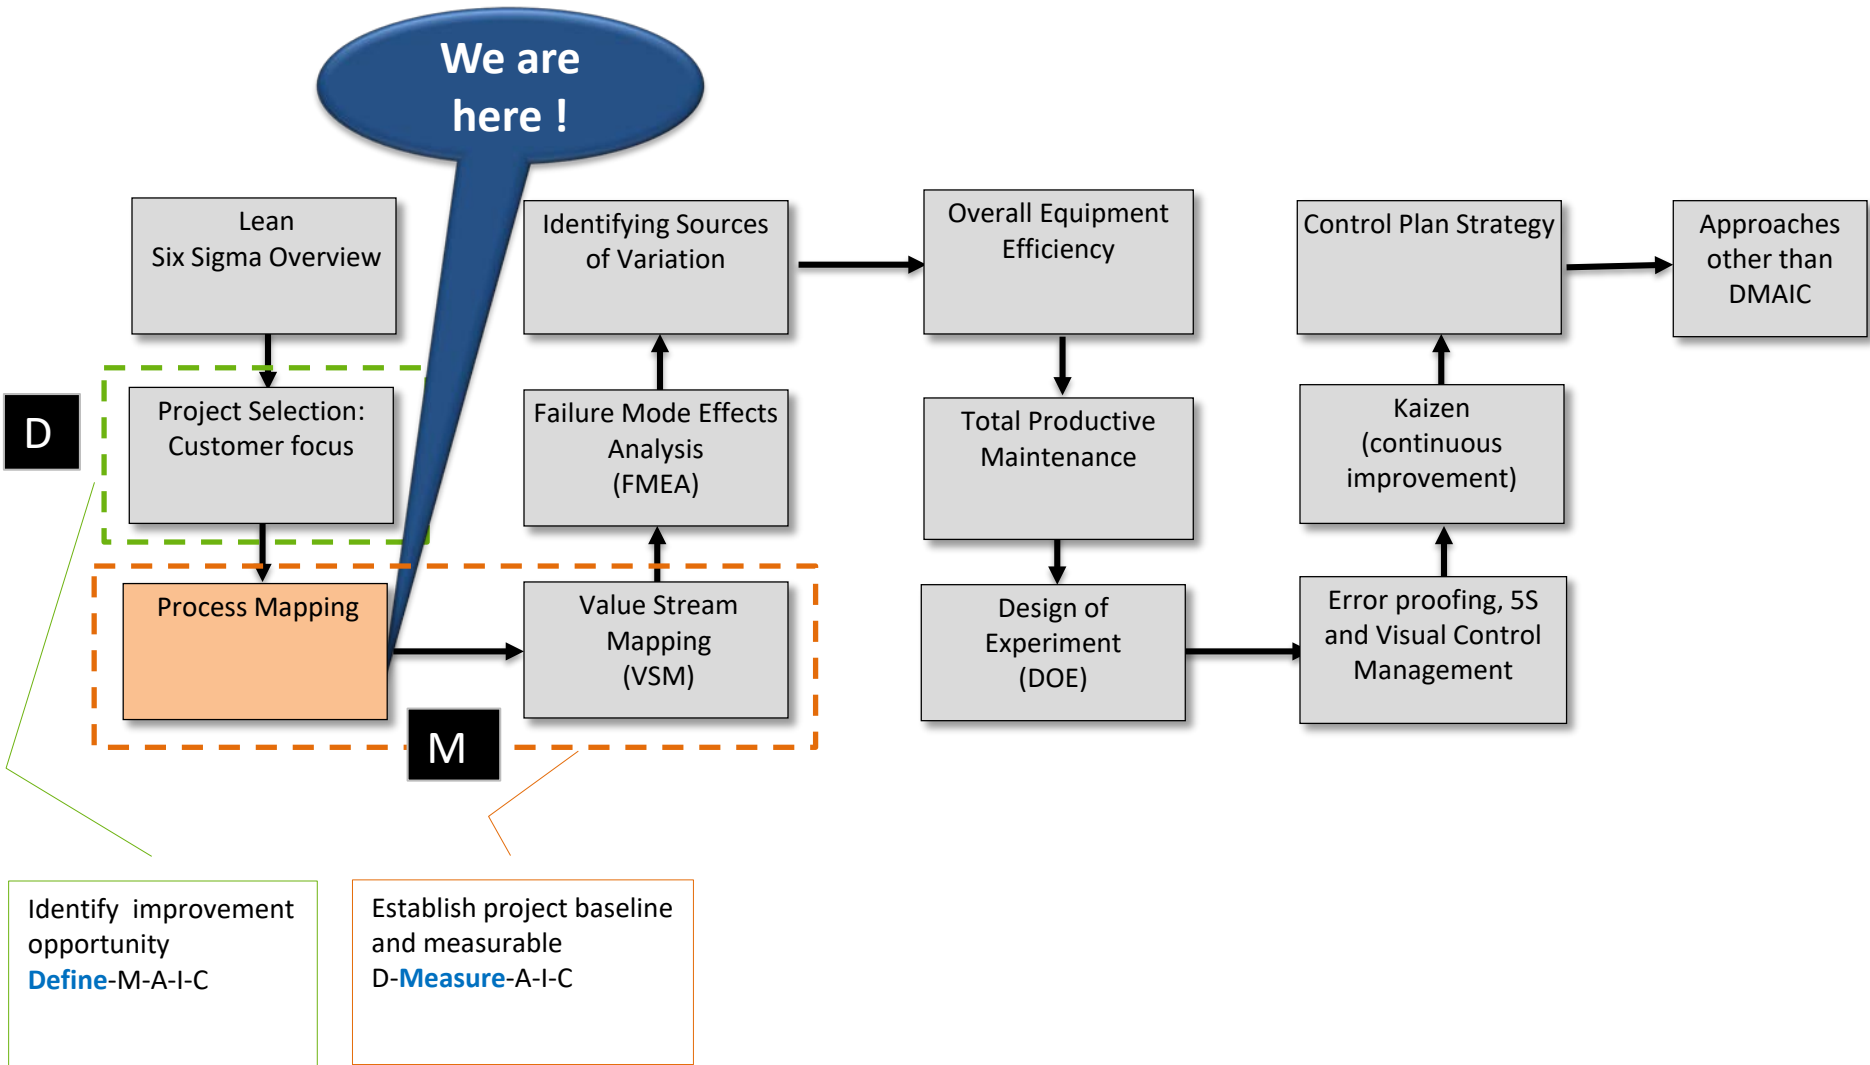 We are
here !
Lean
Six Sigma Overview
Identifying Sources
of Variation
Overall Equipment
Efficiency
Control Plan Strategy
Approaches
other than
DMAIC
D
Project Selection:
Customer focus
Failure Mode Effects
Analysis
(FMEA)
Total Productive
Maintenance
Kaizen
(continuous
improvement)
Process Mapping
Value Stream
Mapping
(VSM)
Design of
Experiment
(DOE)
Error proofing, 5S
and Visual Control
Management
M
Identify  improvement
opportunity
Define-M-A-I-C
Establish project baseline
and measurable
D-Measure-A-I-C